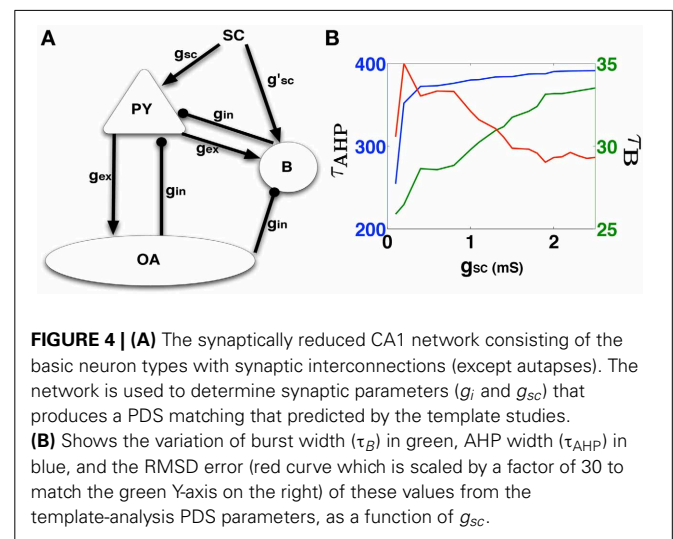 A
SC
gsc
g'sc
PY
gin
gex
B
gex
gin
gin
OA
B
400
35
300
30
200
25
τAHP
τB
0
1
2
gsc (mS)
FIGURE 4 | (A) The synaptically reduced CA1 network consisting of the
basic neuron types with synaptic interconnections (except autapses). The
network is used to determine synaptic parameters (gi and gsc) that
produces a PDS matching that predicted by the template studies.
(B) Shows the variation of burst width (τB) in green, AHP width (τAHP) in
blue, and the RMSD error (red curve which is scaled by a factor of 30 to
match the green Y-axis on the right) of these values from the
template-analysis PDS parameters, as a function of gsc.